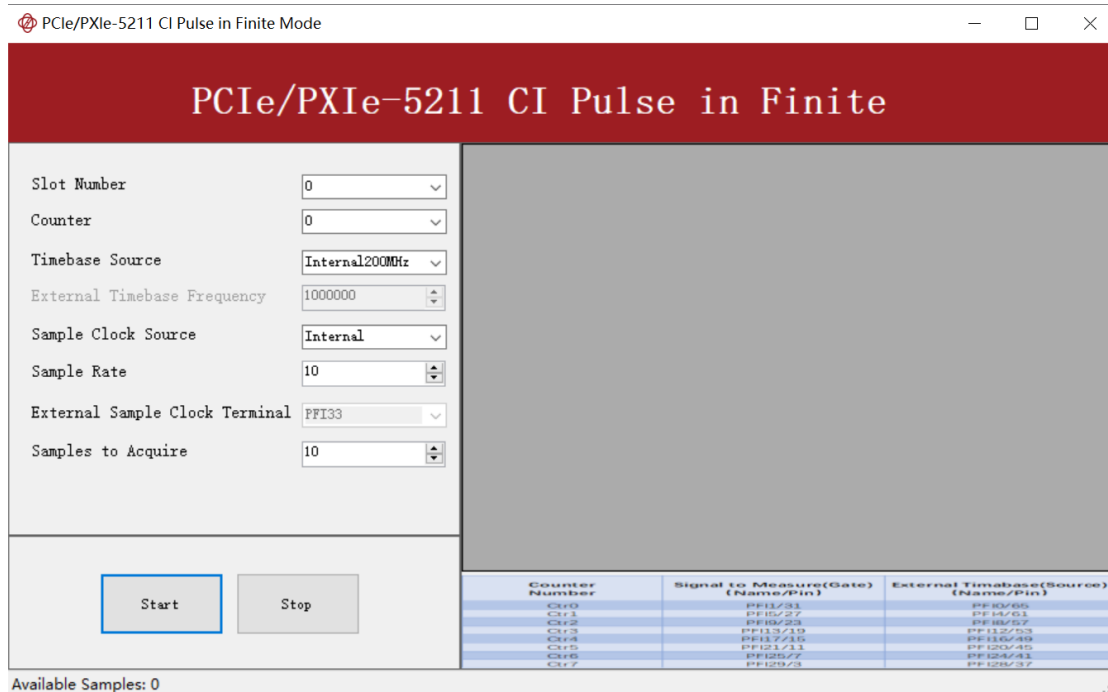 PCIe/PXIe-5211 CI Pulse in Finite Mode
PCIe/PXIe-5211 CI Pulse in Finite
Slot Number 0
Counter 0
Timebase Source Internal200MHz
External Timebase Frequency 1000000
Sample Clock Source Internal
Sample Rate 10
External Sample Clock Terminal PFI33
Samples to Acquire 10
Start Stop
Counter Number Signal to Measure(Gate) (Name/Pin) External Timabase(Source) (Name/Pin)
Ctr0 PFI1/31 PFI0/65
Ctr1 PFI5/27 PFI4/61
Ctr2 PFI9/23 PFI8/57
Ctr3 PFI13/19 PFI12/53
Ctr4 PFI17/15 PFI16/49
Ctr5 PFI21/11 PFI20/45
Ctr6 PFI25/7 PFI24/41
Ctr7 PFI29/3 PFI28/37
Available Samples: 0